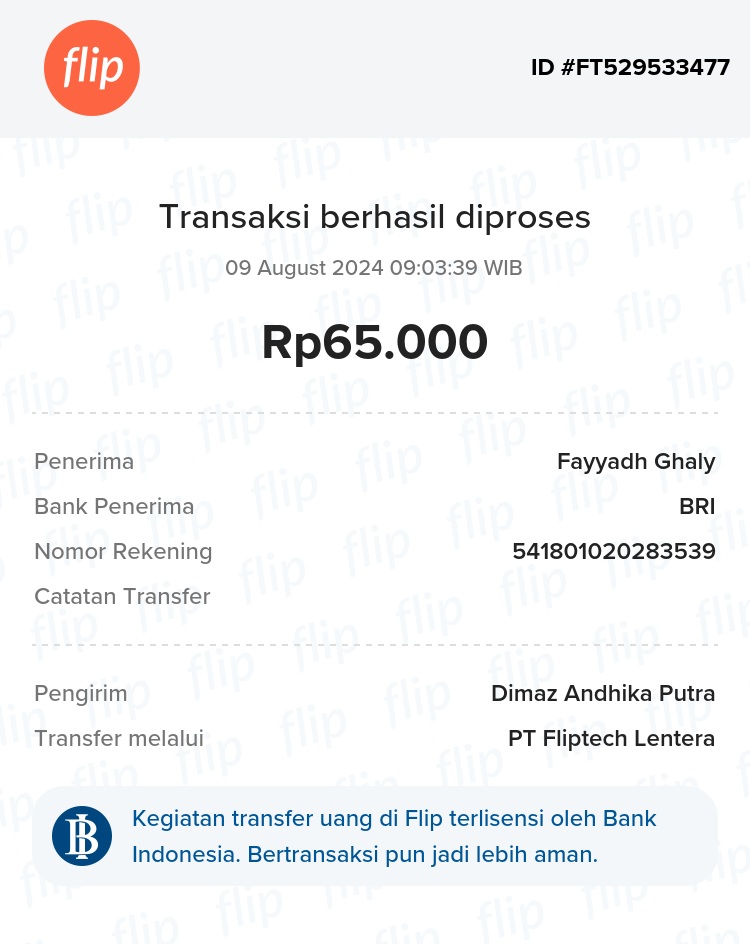 flip
ID #FT529533477
Transaksi berhasil diproses
09 August 2024 09:03:39 WIB
Rp65.000
Penerima Fayyadh Ghaly
Bank Penerima BRI
Nomor Rekening 541801020283539
Catatan Transfer
Pengirim Dimaz Andhika Putra
Transfer melalui PT Fliptech Lentera
Kegiatan transfer uang di Flip terlisensi oleh Bank
Indonesia. Bertransaksi pun jadi lebih aman.